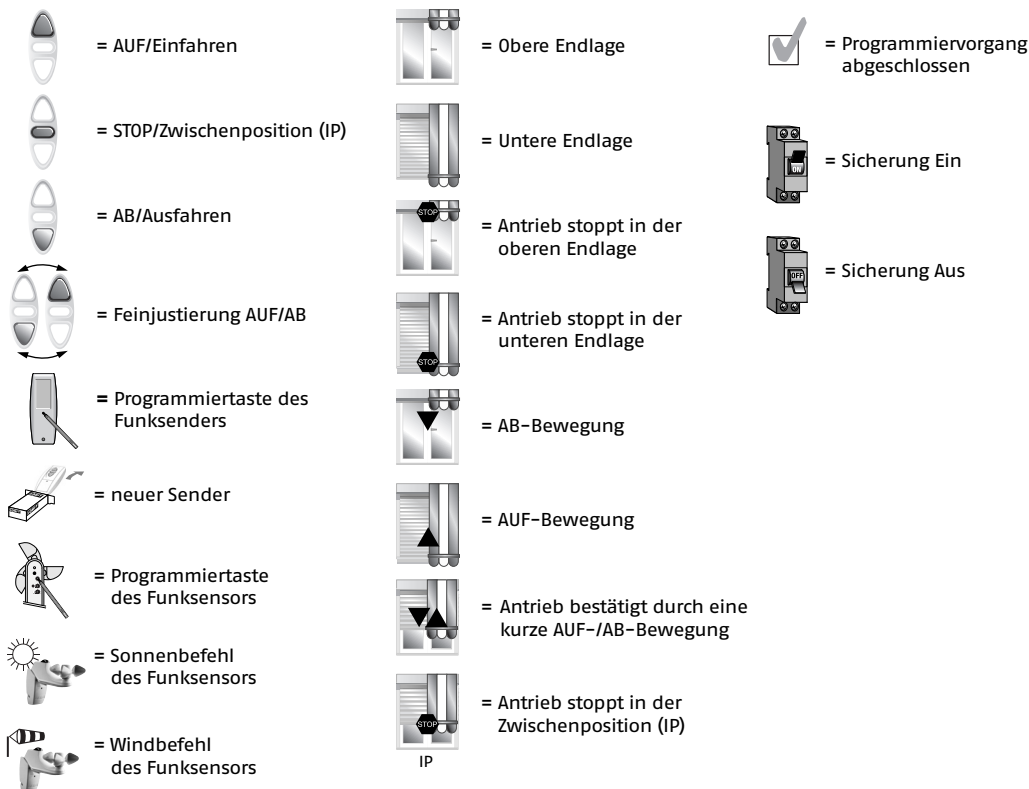 = AUF/Einfahren
= STOP/Zwischenposition (IP)
= AB/Ausfahren
= Feinjustierung AUF/AB
= Programmiertaste des
Funksenders
= neuer Sender
= Programmiertaste
des Funksensors
= Sonnenbefehl
des Funksensors
= Windbefehl
des Funksensors
= Obere Endlage
= Untere Endlage
STOP
= Antrieb stoppt in der
oberen Endlage
STOP
= Antrieb stoppt in der
unteren Endlage
= AB-Bewegung
= AUF-Bewegung
= Antrieb bestätigt durch eine
kurze AUF-/AB-Bewegung
STOP
= Antrieb stoppt in der
Zwischenposition (IP)
IP
= Programmiervorgang
abgeschlossen
ON
= Sicherung Ein
OFF
= Sicherung Aus